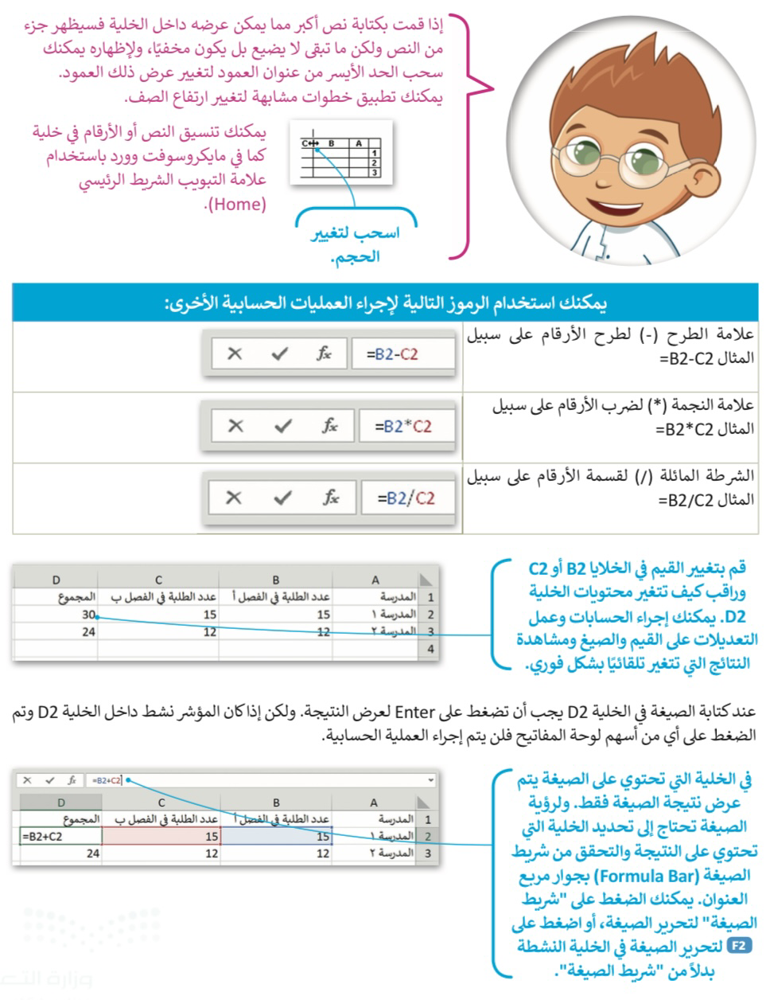 إذا قمت بكتابة نص أكبر مما يمكن عرضه داخل الخلية فسيظهر جزء
من النص ولكن ما تبقى لا يضيع بل يكون مخفيًا، ولإظهاره يمكنك
سحب الحد الأيسر من عنوان العمود لتغيير عرض ذلك العمود.
يمكنك تطبيق خطوات مشابهة لتغيير ارتفاع الصف.
يمكنك تنسيق النص أو الأرقام في خلية
كما في مايكروسوفت وورد باستخدام
علامة التبويب الشريط الرئيسي
(Home).
A B C
1
2
3
اسحب لتغيير
الحجم.
يمكنك استخدام الرموز التالية لإجراء العمليات الحسابية الأخرى:
علامة الطرح (-) لطرح الأرقام على سبيل
المثال B2-C2=
fx =B2-C2
علامة النجمة (*) لضرب الأرقام على سبيل
المثال B2*C2=
fx =B2*C2
الشرطة المائلة (/) لقسمة الأرقام على سبيل
المثال B2/C2=
fx =B2/C2
قم بتغيير القيم في الخلايا B2 أو C2
وراقب كيف تتغير محتويات الخلية
D2. يمكنك إجراء الحسابات وعمل
التعديلات على القيم والصيغ ومشاهدة
النتائج التي تتغير تلقائيًا بشكل فوري.
A B C D
1 المدرسة عدد الطلبة في الفصل أ عدد الطلبة في الفصل ب المجموع
2 المدرسة ١ 15 15 30
3 المدرسة ٢ 12 12 24
4
عند كتابة الصيغة في الخلية D2 يجب أن تضغط على Enter لعرض النتيجة. ولكن إذا كان المؤشر نشط داخل الخلية D2 وتم
الضغط على أي من أسهم لوحة المفاتيح فلن يتم إجراء العملية الحسابية.
في الخلية التي تحتوي على الصيغة يتم
عرض نتيجة الصيغة فقط. ولرؤية
الصيغة تحتاج إلى تحديد الخلية التي
تحتوي على النتيجة والتحقق من شريط
الصيغة (Formula Bar) بجوار مربع
العنوان. يمكنك الضغط على "شريط
الصيغة" لتحرير الصيغة، أو اضغط على
F2 لتحرير الصيغة في الخلية النشطة
بدلاً من "شريط الصيغة".
fx =B2+C2
A B C D
1 المدرسة عدد الطلبة في الفصل أ عدد الطلبة في الفصل ب المجموع
2 المدرسة ١ 15 15 =B2+C2
3 المدرسة ٢ 12 12 24